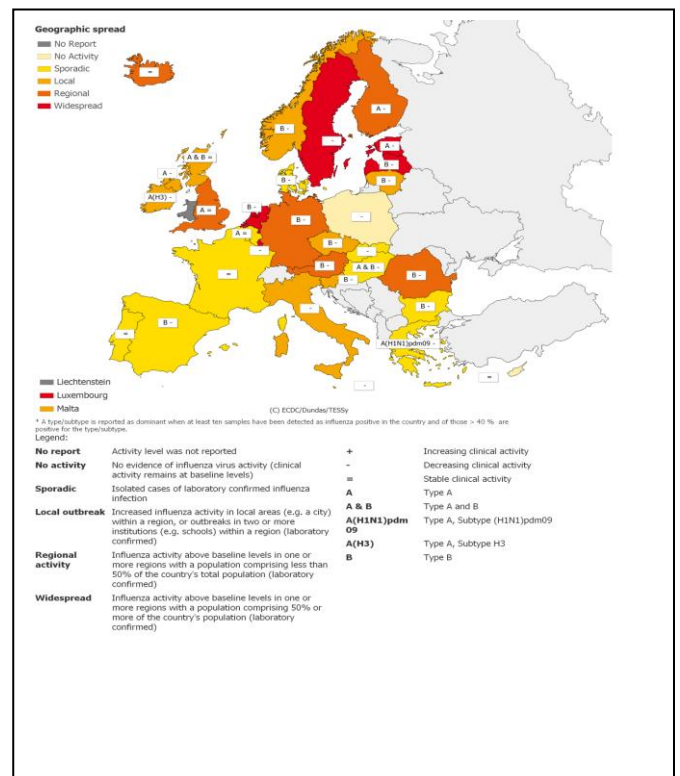 Geographic spread
No Report
No Activity
Sporadic
Local
Regional
Widespread
=
A -
B -
-
A & B =
A -
B -
A -
B -
B -
A(H3) -
A =
B -
B -
-
A =
B -
-
A & B -
=
B -
B -
B -
-
B -
=
A(H1N1)pdm09 -
-
=
Liechtenstein
Luxembourg
Malta
(C) ECDC/Dundas/TESSy
* A type/subtype is reported as dominant when at least ten samples have been detected as influenza positive in the country and of those > 40 % are
positive for the type/subtype.
Legend:
No report Activity level was not reported + Increasing clinical activity
No activity No evidence of influenza virus activity (clinical - Decreasing clinical activity
activity remains at baseline levels) = Stable clinical activity
Sporadic Isolated cases of laboratory confirmed influenza A Type A
infection A & B Type A and B
Local outbreak Increased influenza activity in local areas (e.g. a city) A(H1N1)pdm Type A, Subtype (H1N1)pdm09
within a region, or outbreaks in two or more 09
institutions (e.g. schools) within a region (laboratory A(H3) Type A, Subtype H3
confirmed) B Type B
Regional Influenza activity above baseline levels in one or
activity more regions with a population comprising less than
50% of the country's total population (laboratory
confirmed)
Widespread Influenza activity above baseline levels in one or
more regions with a population comprising 50% or
more of the country's population (laboratory
confirmed)